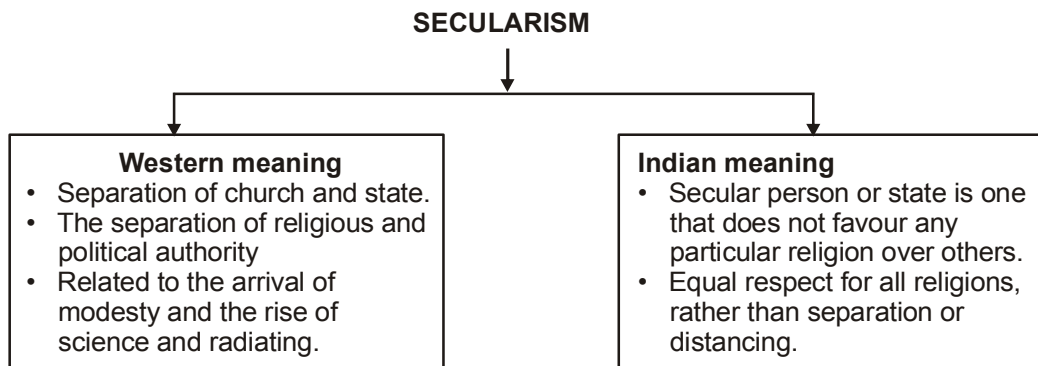 SECULARISM
Western meaning
• Separation of church and state.
• The separation of religious and
political authority
• Related to the arrival of
modesty and the rise of
science and radiating.
Indian meaning
• Secular person or state is one
that does not favour any
particular religion over others.
• Equal respect for all religions,
rather than separation or
distancing.